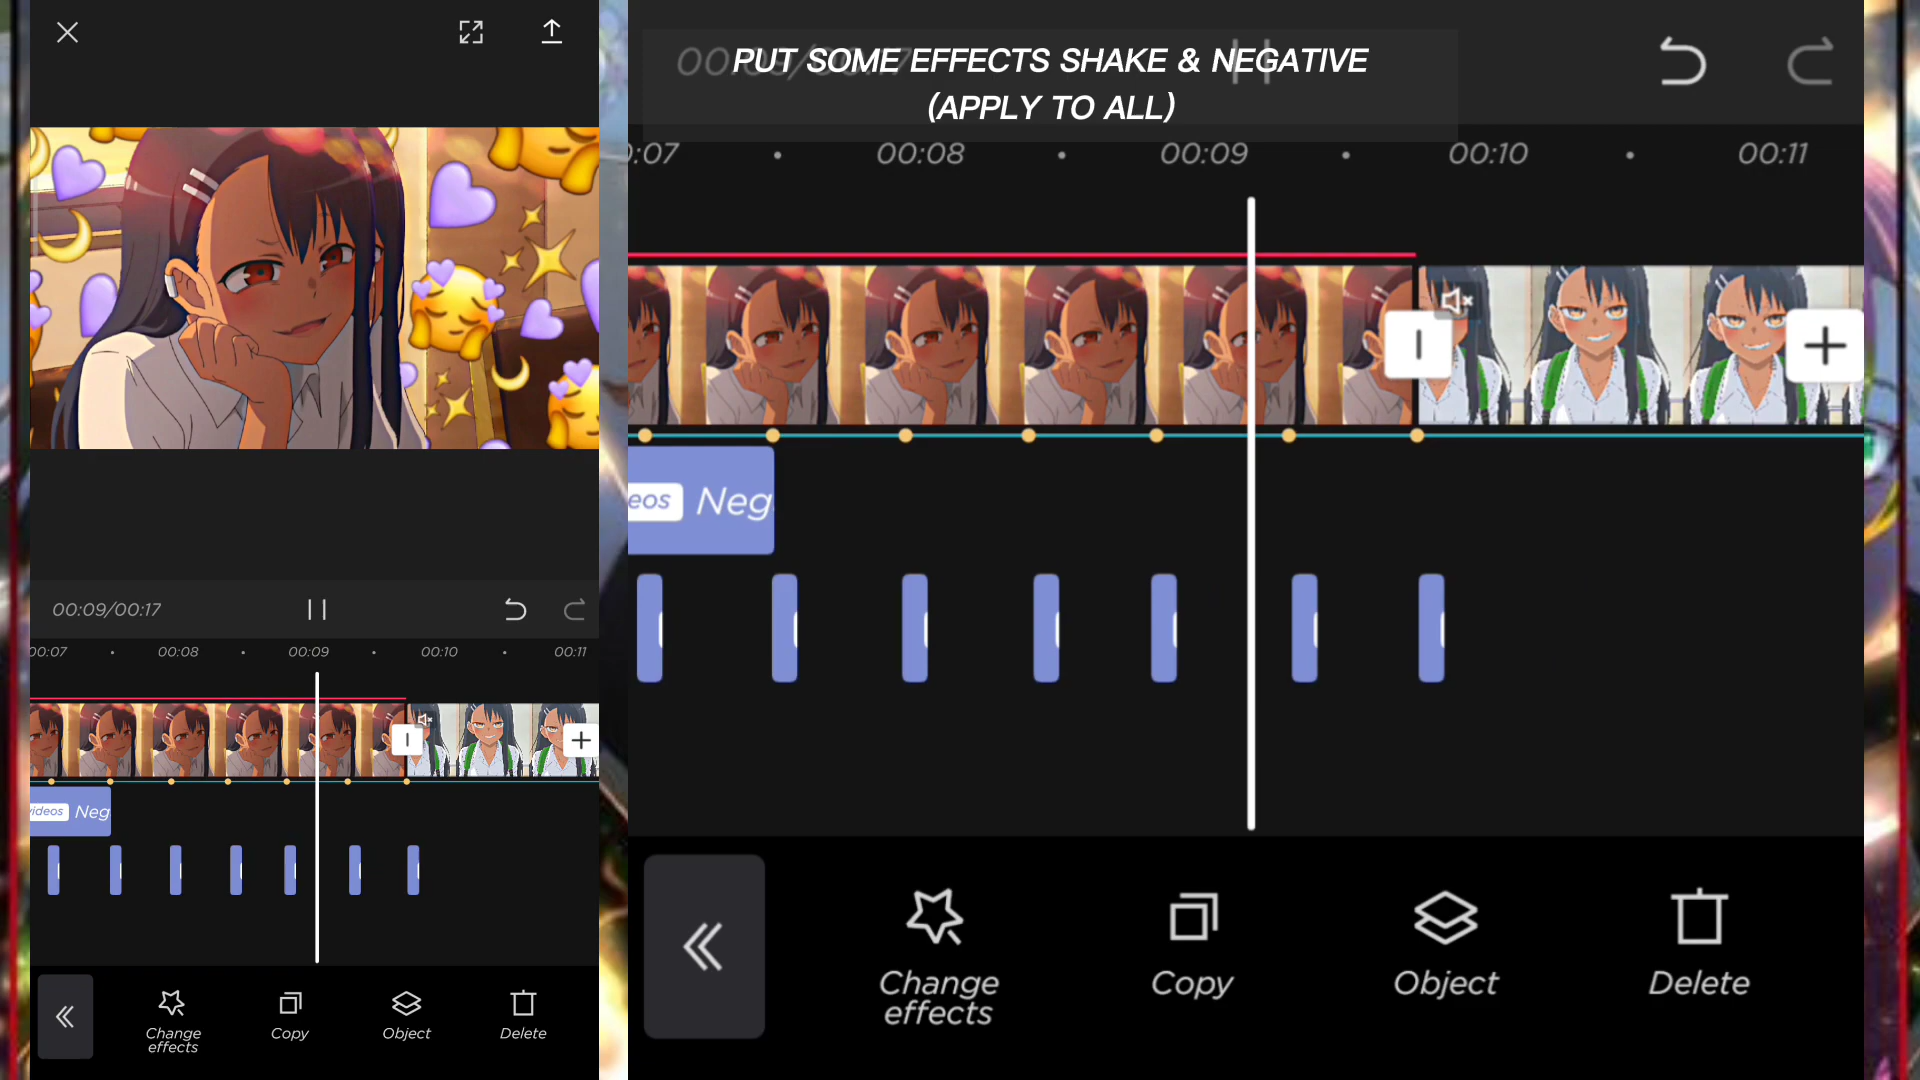 00:09/00:17
00:07 00:08 00:09 00:10 00:11
videos Neg
Change
effects
Copy
Object
Delete
PUT SOME EFFECTS SHAKE & NEGATIVE
(APPLY TO ALL)
0:07 00:08 00:09 00:10 00:11
eos Neg
Change
effects
Copy
Object
Delete